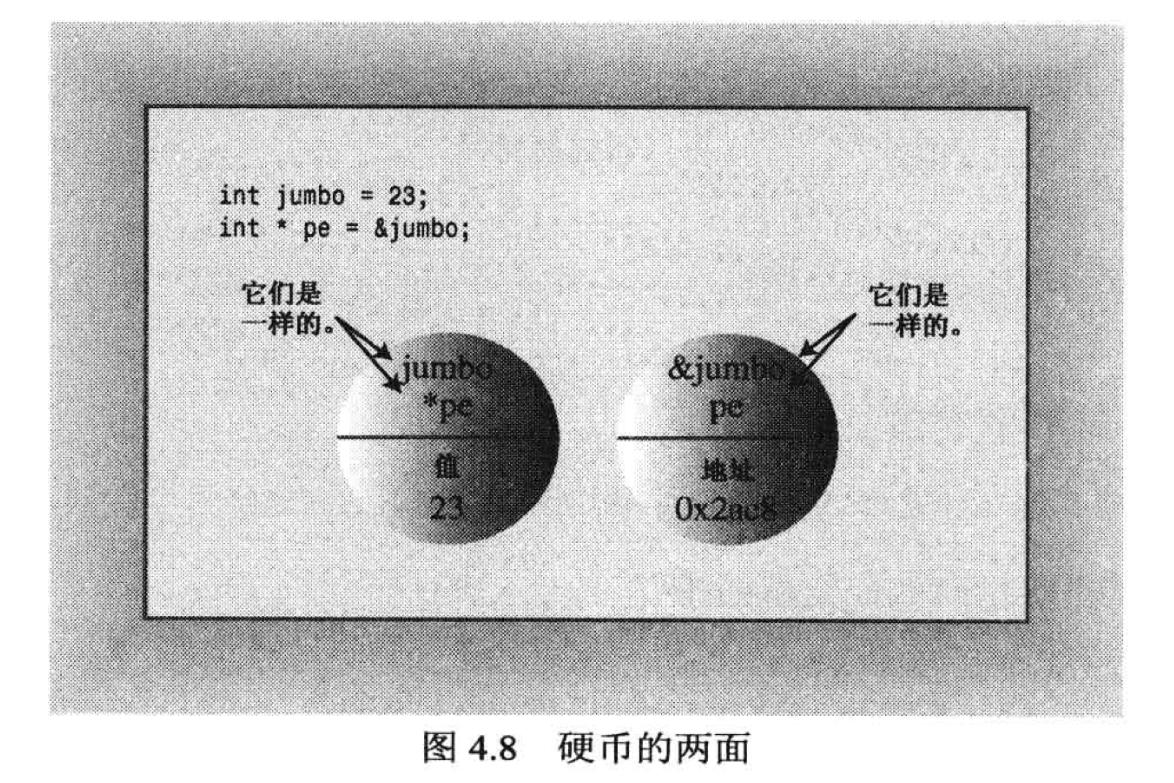 int jumbo = 23;
int * pe = &jumbo;
它们是
一样的。
它们是
一样的。
jumbo
*pe
值
23
&jumbo
pe
地址
0x2ac8
图 4.8 硬币的两面